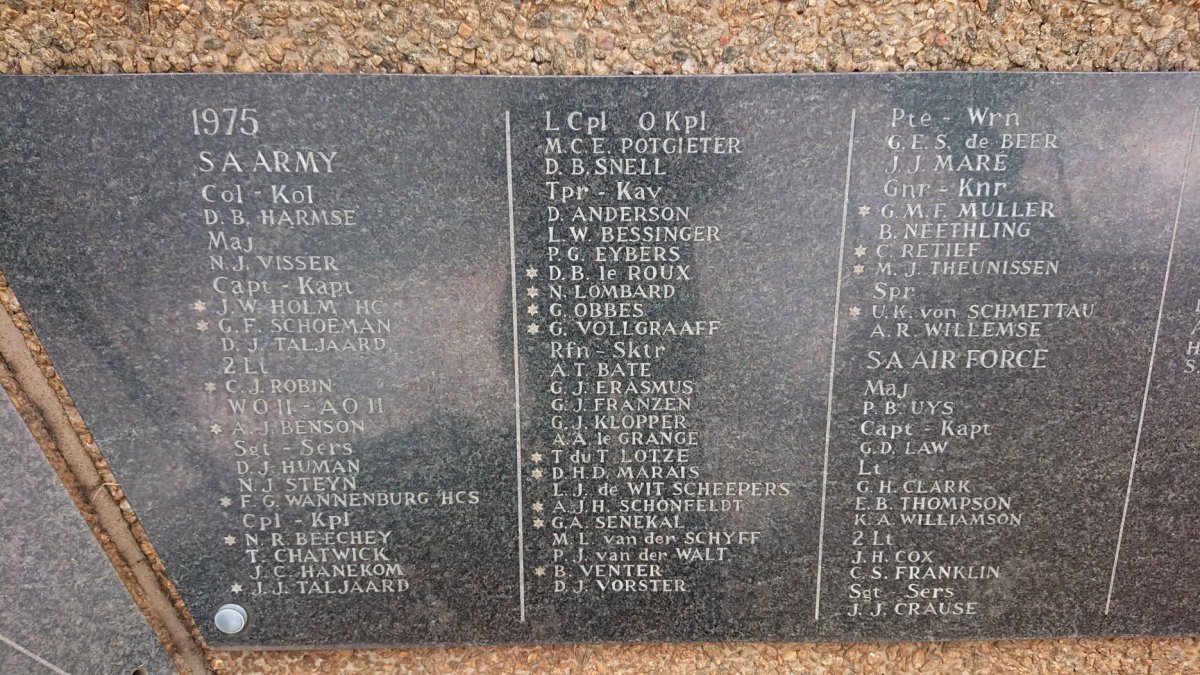 1975
SA ARMY
Col - Kol
D. B. HARMSE
Maj
N. J. VISSER
Capt - Kapt
J. W. HOLM HC
G. F. SCHOEMAN
D. J. TALJAARD
2 Lt
C. J. ROBIN
W O II - A O II
A. J. BENSON
Sgt - Sers
D. J. HUMAN
N. J. STEYN
F. G. WANNENBURG HCS
Cpl - Kpl
N. R. BEECHEY
T. CHATWICK
J. C. HANEKOM
J. J. TALJAARD
L Cpl O Kpl
M. C. E. POTGIETER
D. B. SNELL
Tpr - Kav
D. ANDERSON
L. W. BESSINGER
P. G. EYBERS
D. B. le ROUX
N. LOMBARD
G. OBBES
G. VOLLGRAAFF
Rfn - Sktr
A. T. BATE
G. J. ERASMUS
G. J. FRANZEN
G. J. KLOPPER
A. A. le GRANGE
T. du T. LOTZE
D. H. D. MARAIS
L. J. de WIT SCHEEPERS
A. J. H. SCHONFELDT
G. A. SENEKAL
M. L. van der SCHYFF
P. J. van der WALT
B. VENTER
D. J. VORSTER
Pte - Wrn
G. E. S. de BEER
J. J. MARÉ
Gnr - Knr
G. M. F. MULLER
B. NEETHLING
C. RETIEF
M. J. THEUNISSEN
Spr
U. K. von SCHMETTAU
A. R. WILLEMSE
SA AIR FORCE
Maj
P. B. UYS
Capt - Kapt
G. D. LAW
Lt
G. H. CLARK
E. B. THOMPSON
K. A. WILLIAMSON
2 Lt
J. H. COX
C. S. FRANKLIN
Sgt Sers
J. J. CRAUSE
H
S